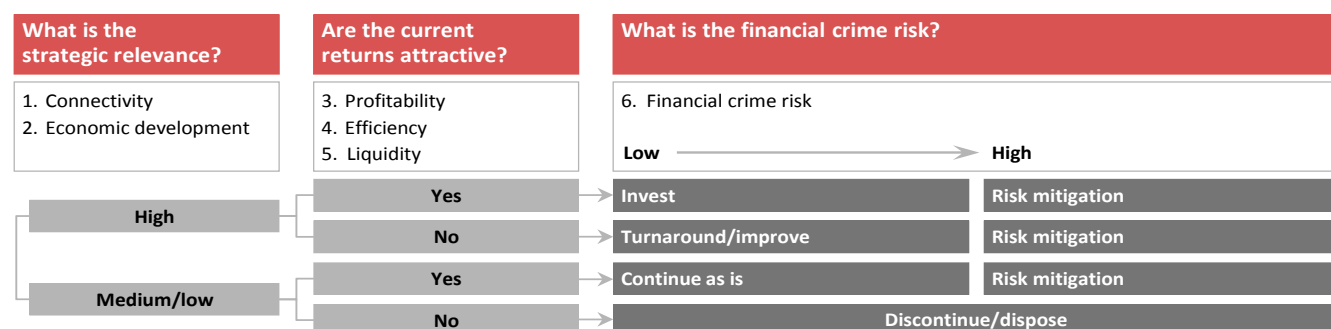 What is the
strategic relevance?
Are the current
returns attractive?
What is the financial crime risk?
1. Connectivity
2. Economic development
3. Profitability
4. Efficiency
5. Liquidity
6. Financial crime risk
Low
High
High
Yes
Invest
Risk mitigation
No
Turnaround/improve
Risk mitigation
Medium/low
Yes
Continue as is
Risk mitigation
No
Discontinue/dispose